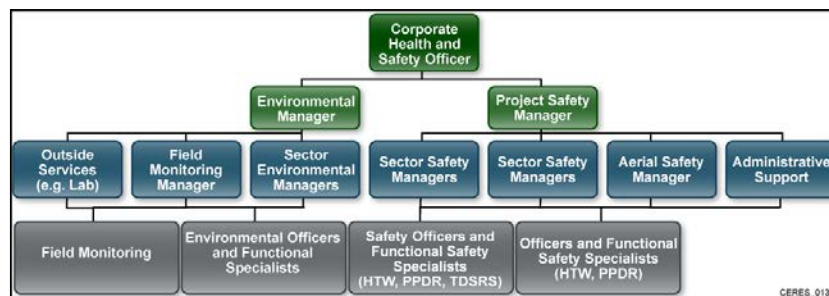 Corporate
Health and
Safety Officer
Environmental
Manager
Project Safety
Manager
Outside
Services
(e.g. Lab)
Field
Monitoring
Manager
Sector
Environmental
Managers
Sector Safety
Managers
Sector Safety
Managers
Aerial Safety
Manager
Administrative
Support
Field Monitoring
Environmental Officers
and Functional
Specialists
Safety Officers and
Functional Safety
Specialists
(HTW, PPDR, TDSRS)
Officers and Functional
Safety Specialists
(HTW, PPDR)
CERES_013